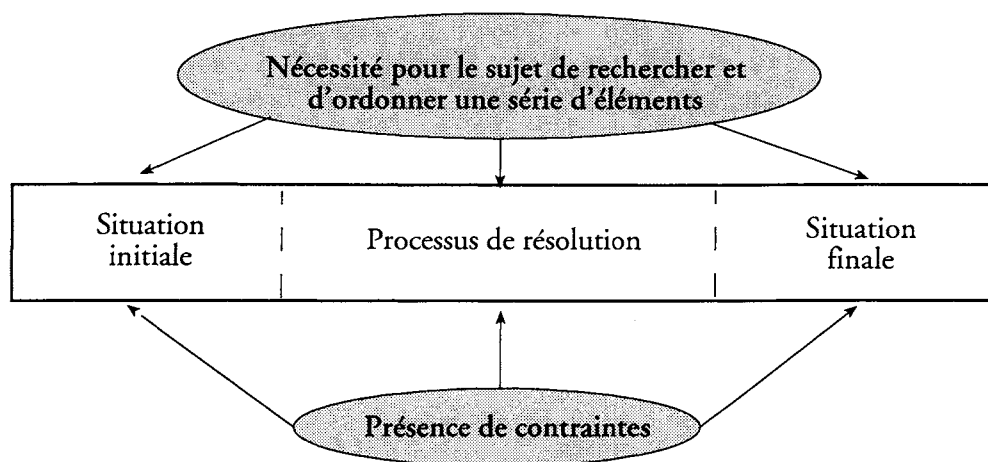 Nécessité pour le sujet de rechercher et
d'ordonner une série d'éléments
Situation
initiale
Processus de résolution
Situation
finale
Présence de contraintes